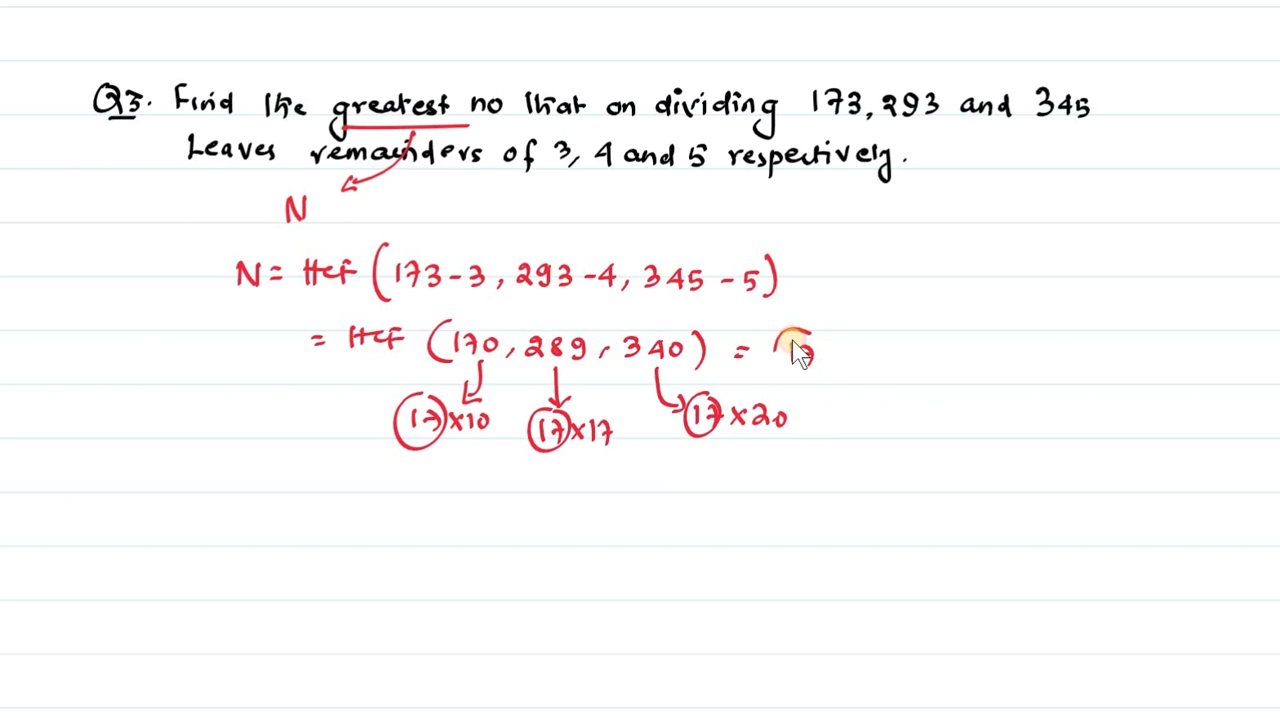 Q3. Find the greatest no that on dividing 173, 293 and 345
Leaves remainders of 3, 4 and 5 respectively.
N
N = HCF (173-3, 293-4, 345-5)
= HCF (170, 289, 340) =
17×10 17×17 17×20